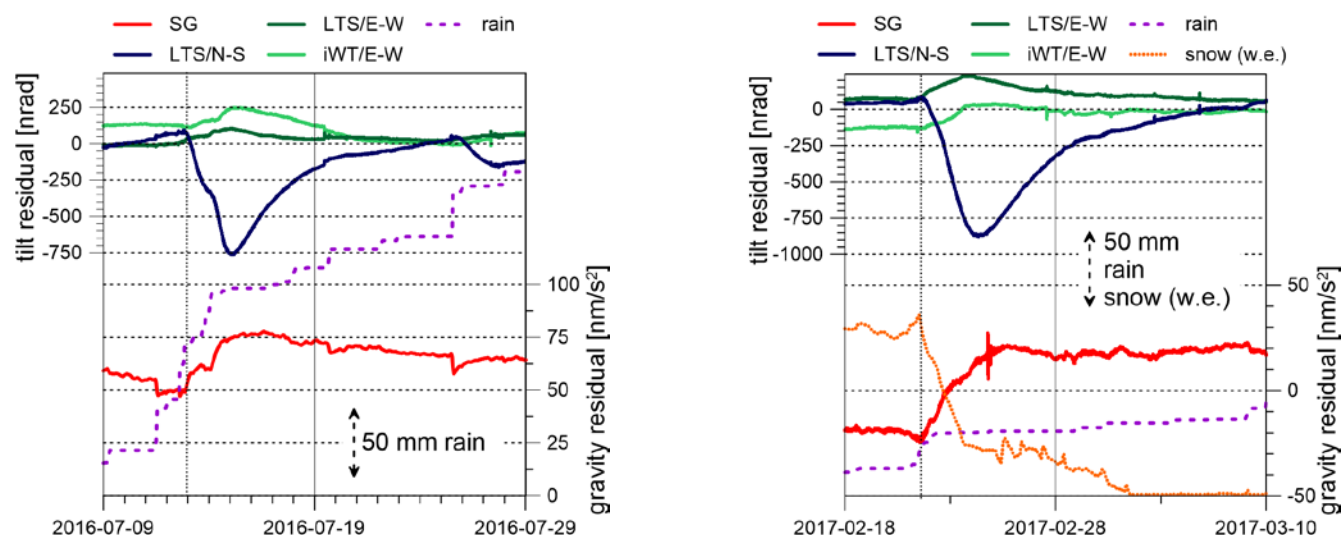 SG LTS/E-W rain
LTS/N-S iWT/E-W
tilt residual [nrad]
250
0
-250
-500
-750
100
75
50
25
0
gravity residual [nm/s²]
50 mm rain
2016-07-09 2016-07-19 2016-07-29
SG LTS/E-W rain
LTS/N-S iWT/E-W snow (w.e.)
tilt residual [nrad]
0
-250
-500
-750
-1000
50 mm
rain
snow (w.e.)
50
0
-50
gravity residual [nm/s²]
2017-02-18 2017-02-28 2017-03-10